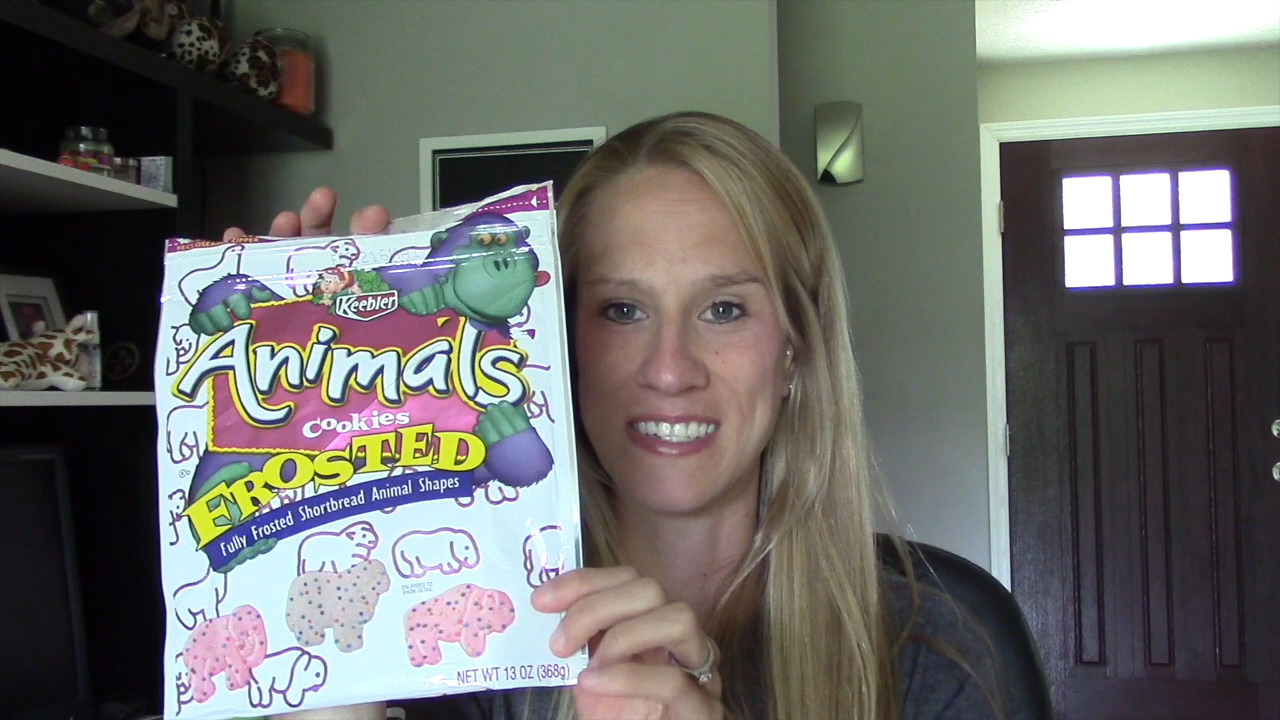 RECLOSEABLE ZIPPER
Keebler
Animals
Cookies
FROSTED
Fully Frosted Shortbread Animal Shapes
ENLARGED TO
SHOW DETAIL
NET WT 13 OZ (368g)